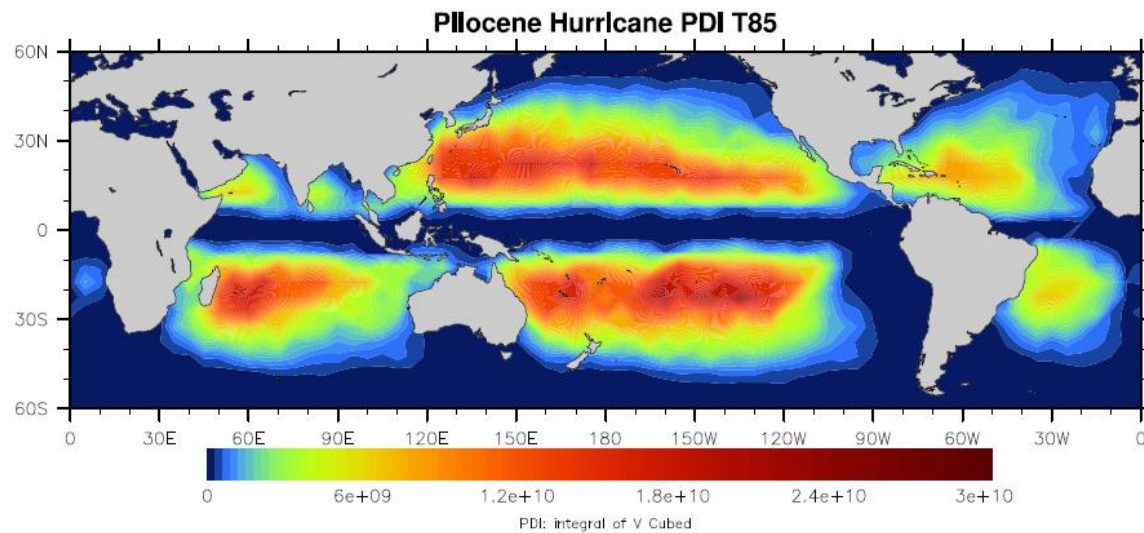 Pliocene Hurricane PDI T85
60N
30N
0
30S
60S
0 30E 60E 90E 120E 150E 180 150W 120W 90W 60W 30W 0
0 6e+09 1.2e+10 1.8e+10 2.4e+10 3e+10
PDI: integral of V Cubed